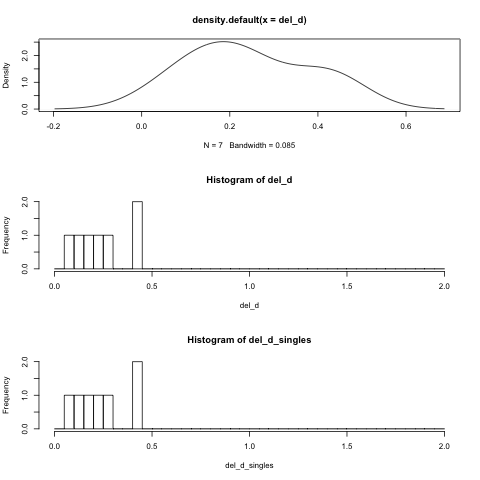 density.default(x = del_d)
Density
0.0 1.0 2.0
-0.2 0.0 0.2 0.4 0.6
N = 7 Bandwidth = 0.085
Histogram of del_d
Frequency
0.0 1.0 2.0
0.0 0.5 1.0 1.5 2.0
del_d
Histogram of del_d_singles
Frequency
0.0 1.0 2.0
0.0 0.5 1.0 1.5 2.0
del_d_singles